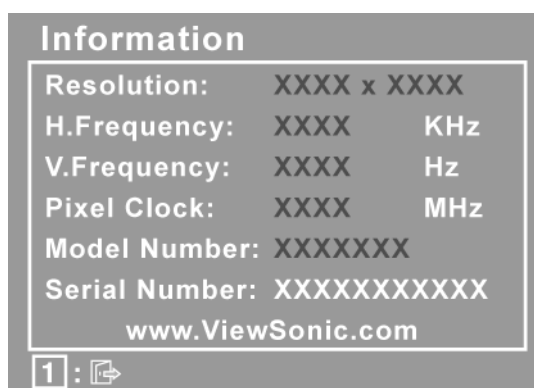 Information
Resolution: XXXX x XXXX
H.Frequency: XXXX KHz
V.Frequency: XXXX Hz
Pixel Clock: XXXX MHz
Model Number: XXXXXXX
Serial Number: XXXXXXXXXXX
www.ViewSonic.com
1 :